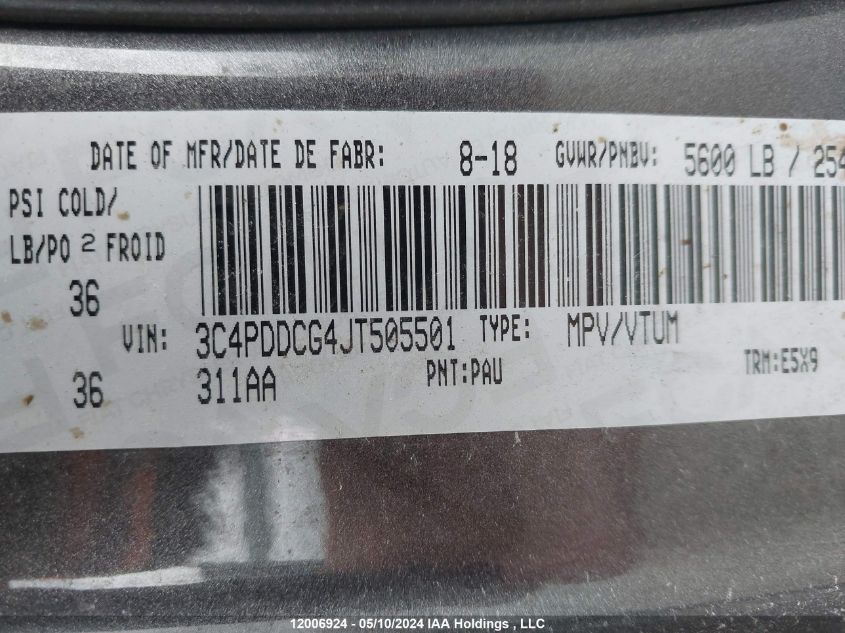 DATE OF MFR/DATE DE FABR: 8-18 GVWR/PNBV: 5600 LB / 254
PSI COLD/
LB/PO 2 FROID
36
VIN: 3C4PDDCG4JT505501 TYPE: MPV/VTUM
36 311AA PNT:PAU TRM:E5X9
12006924 - 05/10/2024 IAA Holdings , LLC